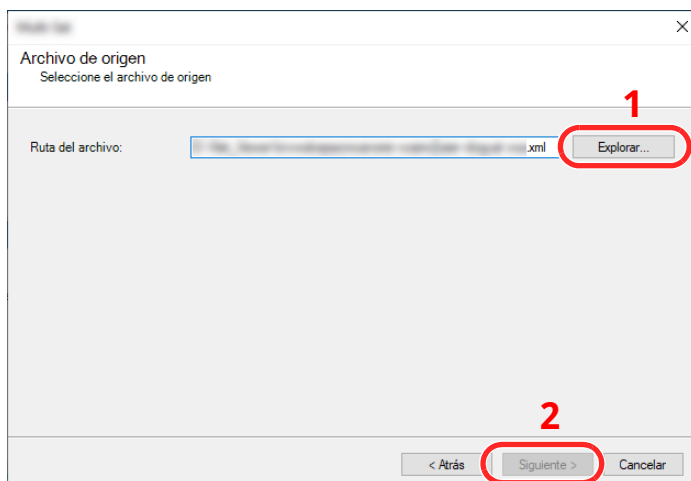 Archivo de origen
Seleccione el archivo de origen
1
Ruta del archivo: .xml Explorar...
2
< Atrás Siguiente > Cancelar